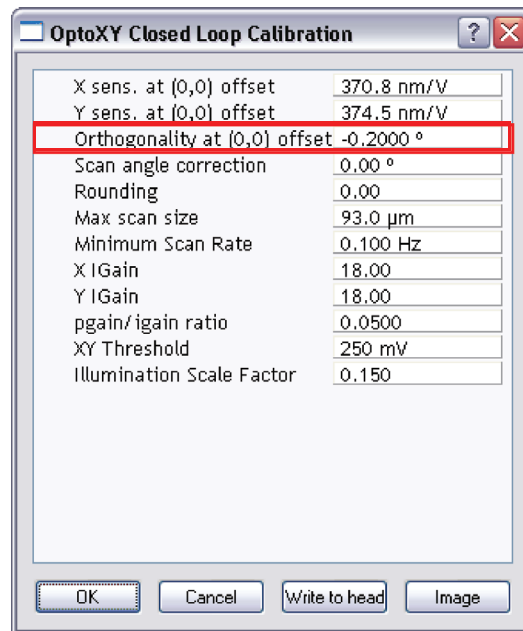 OptoXY Closed Loop Calibration
X sens. at (0,0) offset 370.8 nm/V
Y sens. at (0,0) offset 374.5 nm/V
Orthogonality at (0,0) offset -0.2000 º
Scan angle correction 0.00 º
Rounding 0.00
Max scan size 93.0 µm
Minimum Scan Rate 0.100 Hz
X IGain 18.00
Y IGain 18.00
pgain/igain ratio 0.0500
XY Threshold 250 mV
Illumination Scale Factor 0.150
OK Cancel Write to head Image